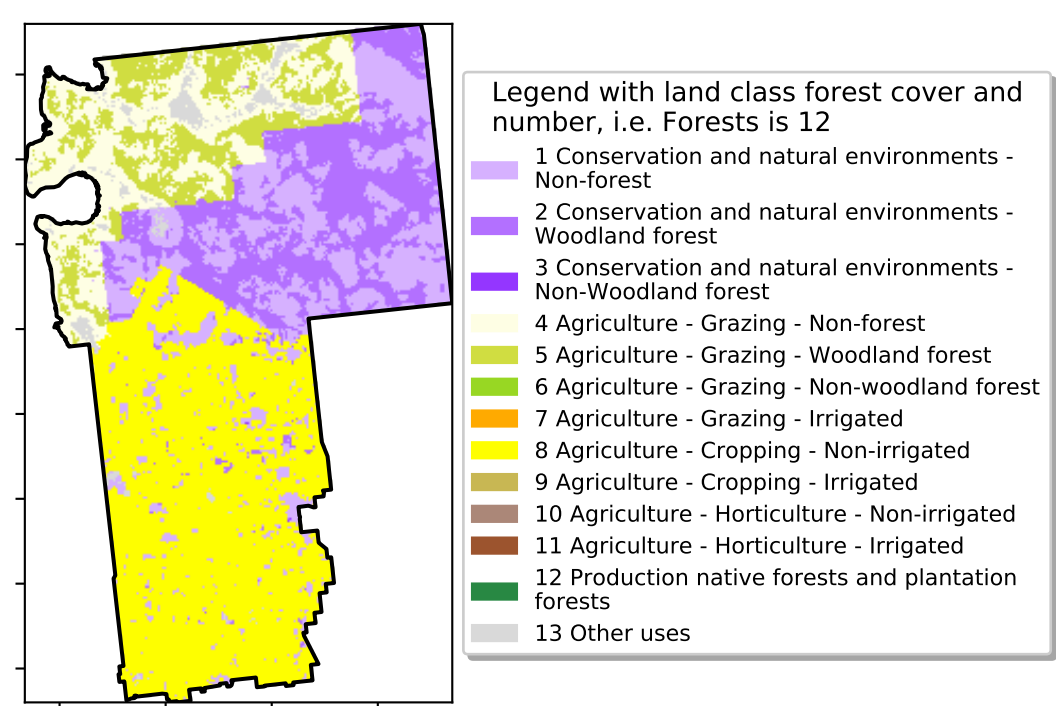 Legend with land class forest cover and
number, i.e. Forests is 12
1 Conservation and natural environments -
Non-forest
2 Conservation and natural environments -
Woodland forest
3 Conservation and natural environments -
Non-Woodland forest
4 Agriculture - Grazing - Non-forest
5 Agriculture - Grazing - Woodland forest
6 Agriculture - Grazing - Non-woodland forest
7 Agriculture - Grazing - Irrigated
8 Agriculture - Cropping - Non-irrigated
9 Agriculture - Cropping - Irrigated
10 Agriculture - Horticulture - Non-irrigated
11 Agriculture - Horticulture - Irrigated
12 Production native forests and plantation
forests
13 Other uses